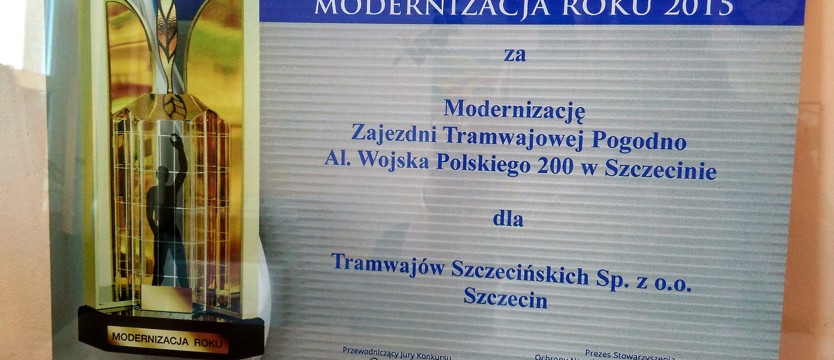 MODERNIZACJA ROKU 2015
za
Modernizację
Zajezdni Tramwajowej Pogodno
Al. Wojska Polskiego 200 w Szczecinie
dla
Tramwajów Szczecińskich Sp. z o.o.
Szczecin
MODERNIZACJA ROKU
Przewodniczący Jury Konkursu
Prezes Stowarzyszenia
Ochrony